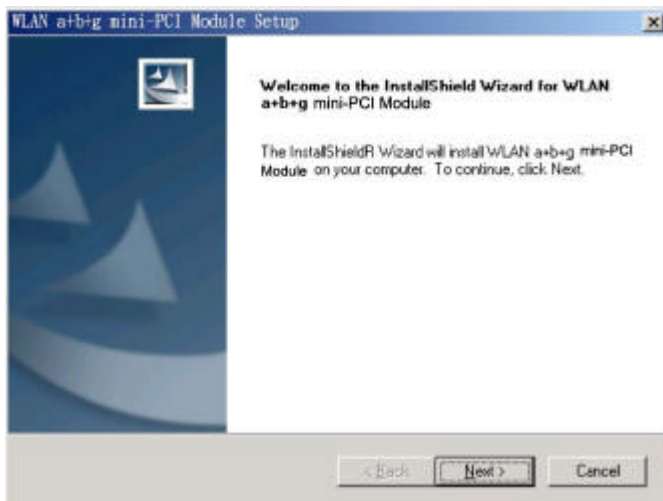 WLAN a+b+g mini-PCI Module Setup
Welcome to the InstallShield Wizard for WLAN
a+b+g mini-PCI Module
The InstallShieldR Wizard will install WLAN a+b+g mini-PCI
Module on your computer. To continue, click Next.
< Back Next > Cancel